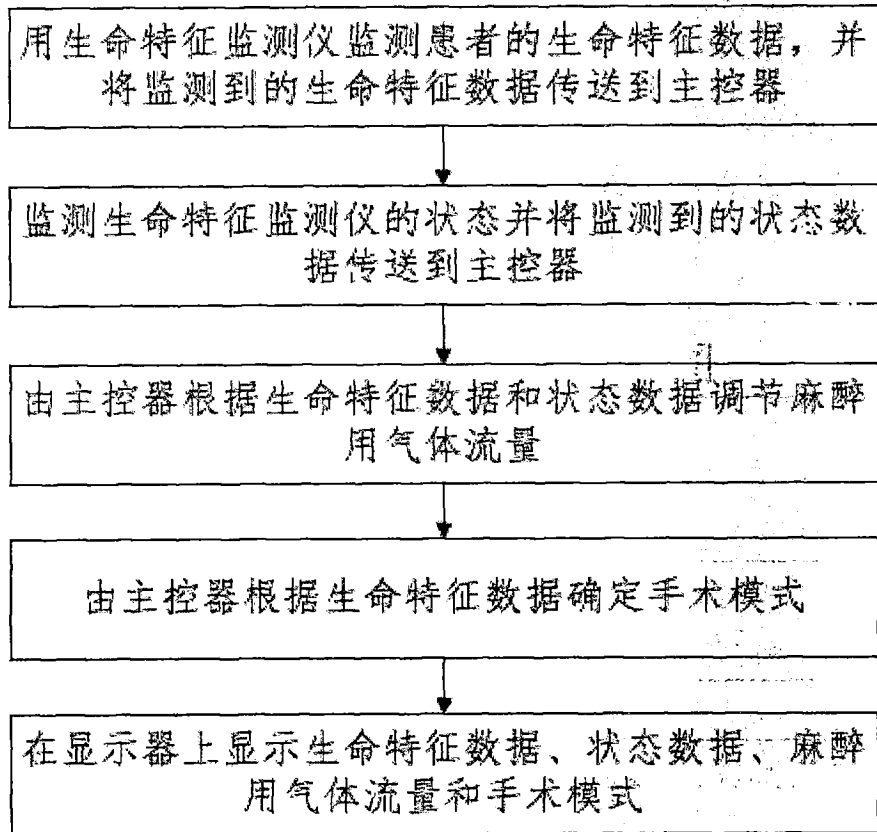 用生命特征监测仪监测患者的生命特征数据，并
将监测到的生命特征数据传送到主控器
监测生命特征监测仪的状态并将监测到的状态数
据传送到主控器
由主控器根据生命特征数据和状态数据调节麻醉
用气体流量
由主控器根据生命特征数据确定手术模式
在显示器上显示生命特征数据、状态数据、麻醉
用气体流量和手术模式